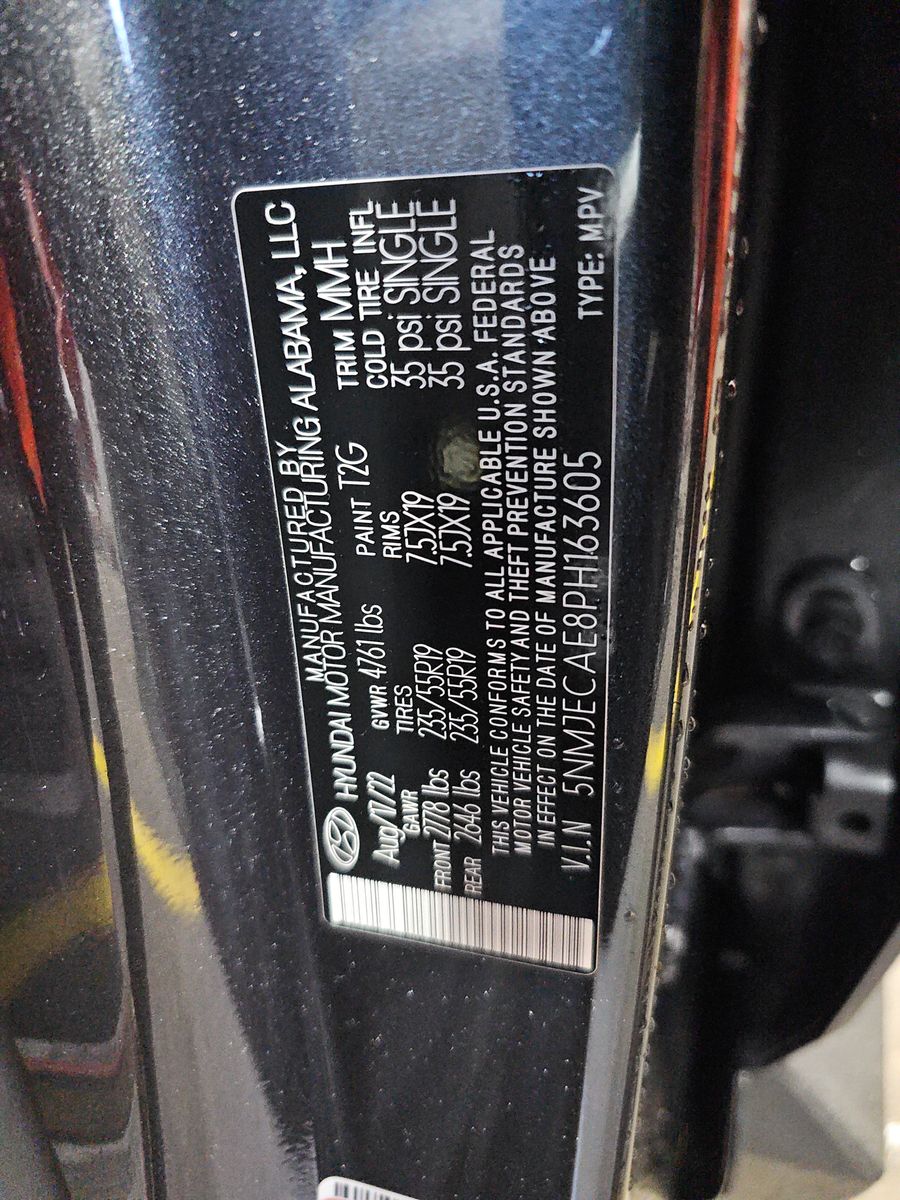 MANUFACTURED BY
HYUNDAI MOTOR MANUFACTURING ALABAMA, LLC
Aug/17/22 GVWR 4761 lbs PAINT T2G TRIM MMH
GAWR TIRES RIMS COLD TIRE INFL
FRONT 2778 lbs 235/55R19 7.5JX19 35 psi SINGLE
REAR 2646 lbs 235/55R19 7.5JX19 35 psi SINGLE
THIS VEHICLE CONFORMS TO ALL APPLICABLE U.S.A. FEDERAL
MOTOR VEHICLE SAFETY AND THEFT PREVENTION STANDARDS
IN EFFECT ON THE DATE OF MANUFACTURE SHOWN ABOVE
V.I.N 5NMJECAE8PH163605 TYPE: M.PV